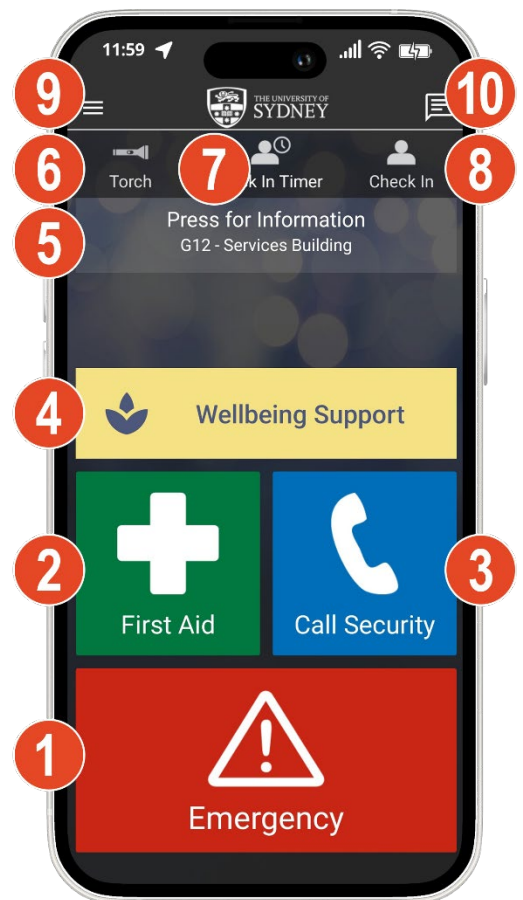 11:59
9
10
THE UNIVERSITY OF
SYDNEY
6
7
8
Torch
k In Timer
Check In
5
Press for Information
G12 - Services Building
4
Wellbeing Support
2
3
First Aid
Call Security
1
Emergency